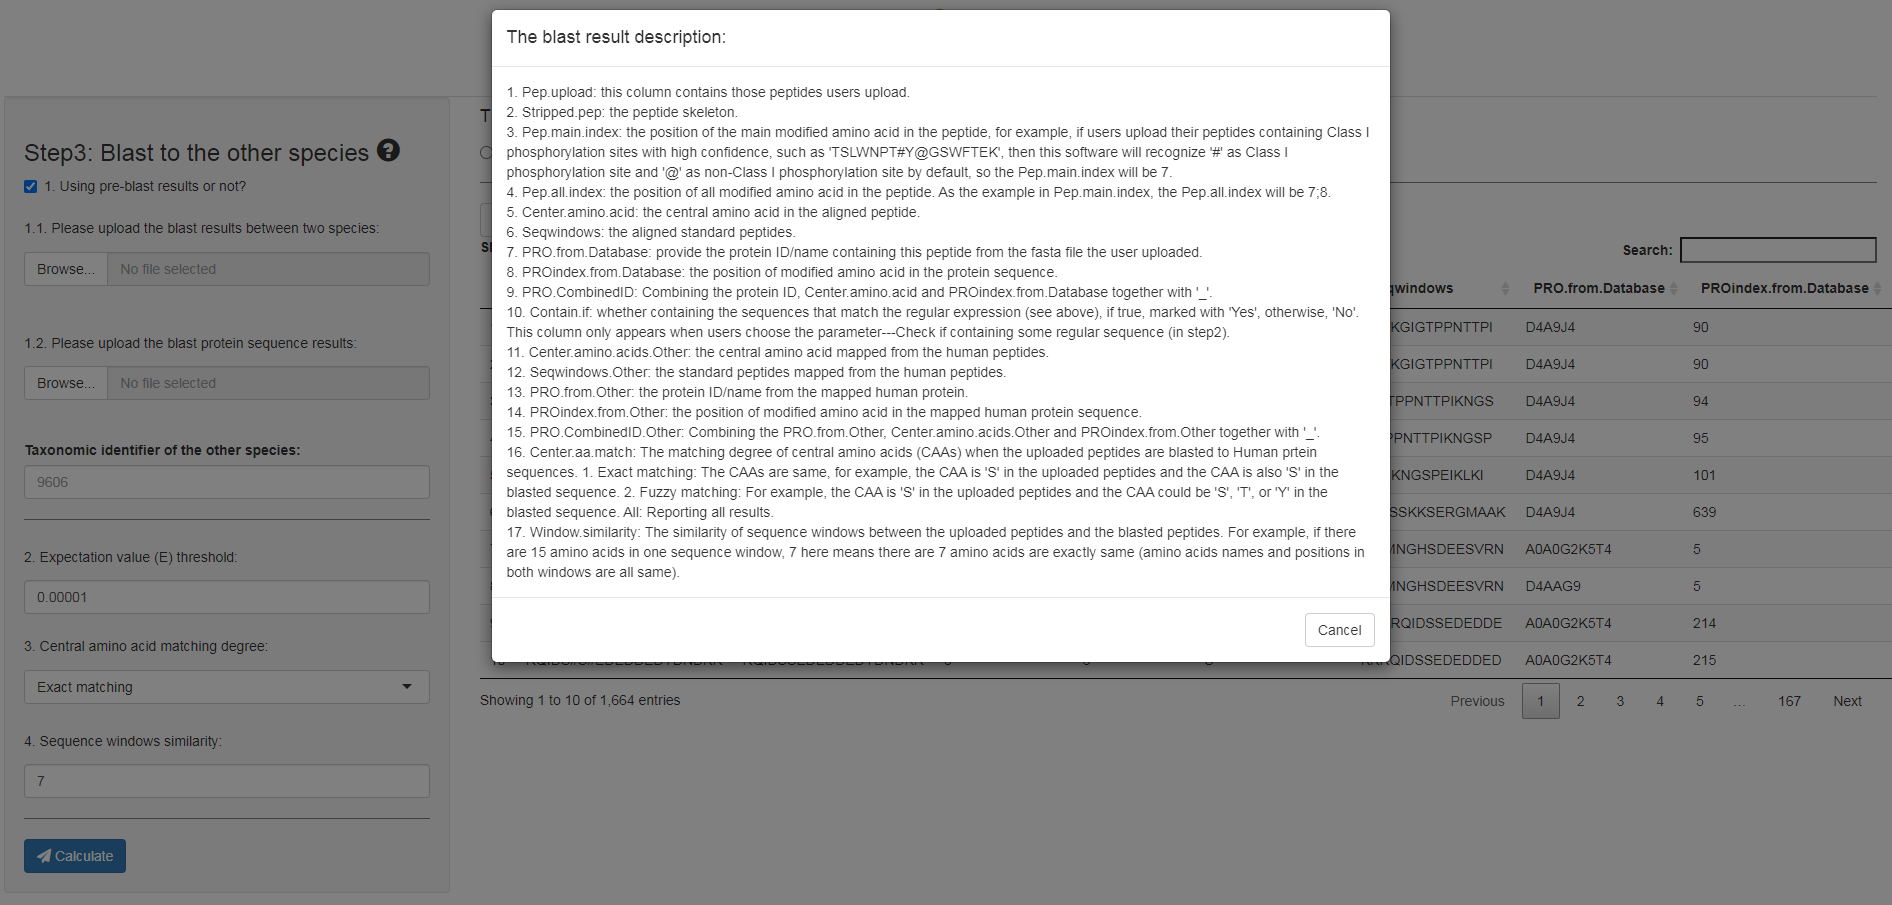 The blast result description:
1. Pep.upload: this column contains those peptides users upload.
2. Stripped.pep: the peptide skeleton.
3. Pep.main.index: the position of the main modified amino acid in the peptide, for example, if users upload their peptides containing Class I
phosphorylation sites with high confidence, such as 'TSLWNPT#Y@GSWFTEK', then this software will recognize '#' as Class I
phosphorylation site and '@' as non-Class I phosphorylation site by default, so the Pep.main.index will be 7.
4. Pep.all.index: the position of all modified amino acid in the peptide. As the example in Pep.main.index, the Pep.all.index will be 7;8.
5. Center.amino.acid: the central amino acid in the aligned peptide.
6. Seqwindows: the aligned standard peptides.
7. PRO.from.Database: provide the protein ID/name containing this peptide from the fasta file the user uploaded.
8. PROindex.from.Database: the position of modified amino acid in the protein sequence.
9. PRO.CombinedID: Combining the protein ID, Center.amino.acid and PROindex.from.Database together with '_'.
10. Contain.if: whether containing the sequences that match the regular expression (see above), if true, marked with 'Yes', otherwise, 'No'.
This column only appears when users choose the parameter---Check if containing some regular sequence (in step2).
11. Center.amino.acids.Other: the central amino acid mapped from the human peptides.
12. Seqwindows.Other: the standard peptides mapped from the human peptides.
13. PRO.from.Other: the protein ID/name from the mapped human protein.
14. PROindex.from.Other: the position of modified amino acid in the mapped human protein sequence.
15. PRO.CombinedID.Other: Combining the PRO.from.Other, Center.amino.acids.Other and PROindex.from.Other together with '_'.
16. Center.aa.match: The matching degree of central amino acids (CAAs) when the uploaded peptides are blasted to Human prtein
sequences. 1. Exact matching: The CAAs are same, for example, the CAA is 'S' in the uploaded peptides and the CAA is also 'S' in the
blasted sequence. 2. Fuzzy matching: For example, the CAA is 'S' in the uploaded peptides and the CAA could be 'S', 'T', or 'Y' in the
blasted sequence. All: Reporting all results.
17. Window.similarity: The similarity of sequence windows between the uploaded peptides and the blasted peptides. For example, if there
are 15 amino acids in one sequence window, 7 here means there are 7 amino acids are exactly same (amino acids names and positions in
both windows are all same).
Cancel
Step3: Blast to the other species ?
1. Using pre-blast results or not?
1.1. Please upload the blast results between two species:
Browse... No file selected
1.2. Please upload the blast protein sequence results:
Browse... No file selected
Taxonomic identifier of the other species:
9606
2. Expectation value (E) threshold:
0.00001
3. Central amino acid matching degree:
Exact matching
4. Sequence windows similarity:
7
Calculate
Search:
qwindows PRO.from.Database PROindex.from.Database
KGIGTPPNTTPI D4A9J4 90
KGIGTPPNTTPI D4A9J4 90
TPPNTTPIKNGS D4A9J4 94
PNTTPIKNGSP D4A9J4 95
KNGSPEIKLKI D4A9J4 101
SSKKSERGMAAK D4A9J4 639
MNGHSDEESVRN A0A0G2K5T4 5
MNGHSDEESVRN D4AAG9 5
RQIDSSEDEDDE A0A0G2K5T4 214
RQIDSSEDEDDED A0A0G2K5T4 215
Showing 1 to 10 of 1,664 entries
Previous 1 2 3 4 5 … 167 Next